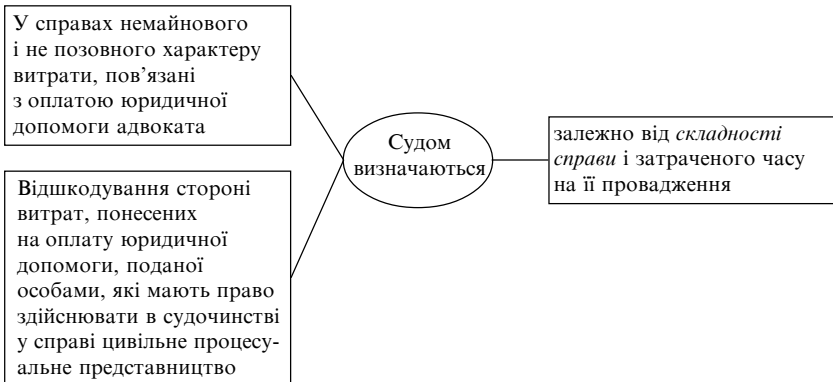 У справах немайнового
і не позовного характеру
витрати, пов’язані
з оплатою юридичної
допомоги адвоката
Відшкодування стороні
витрат, понесених
на оплату юридичної
допомоги, поданої
особами, які мають право
здійснювати в судочинстві
у справі цивільне процесу-
альне представництво
Судом
визначаються
залежно від складності
справи і затраченого часу
на її провадження